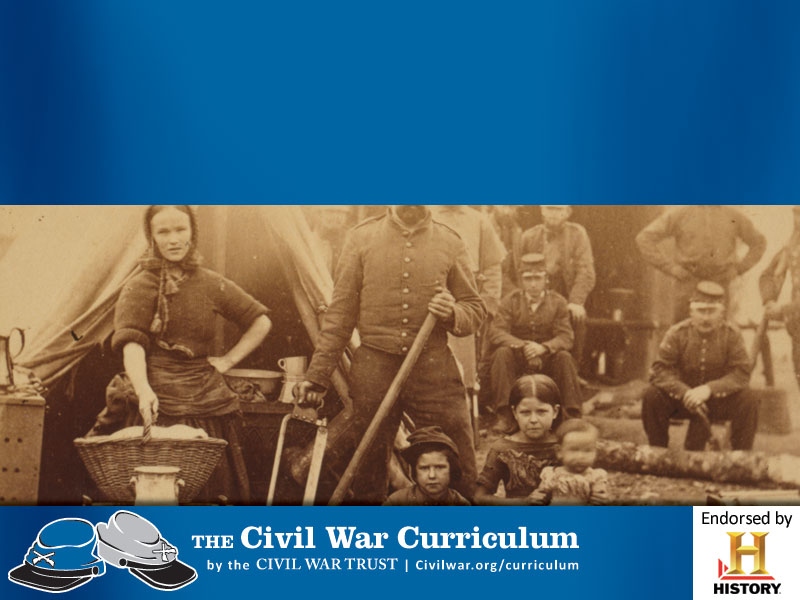 THE Civil War Curriculum
by the CIVIL WAR TRUST | Civilwar.org/curriculum
Endorsed by
H
HISTORY